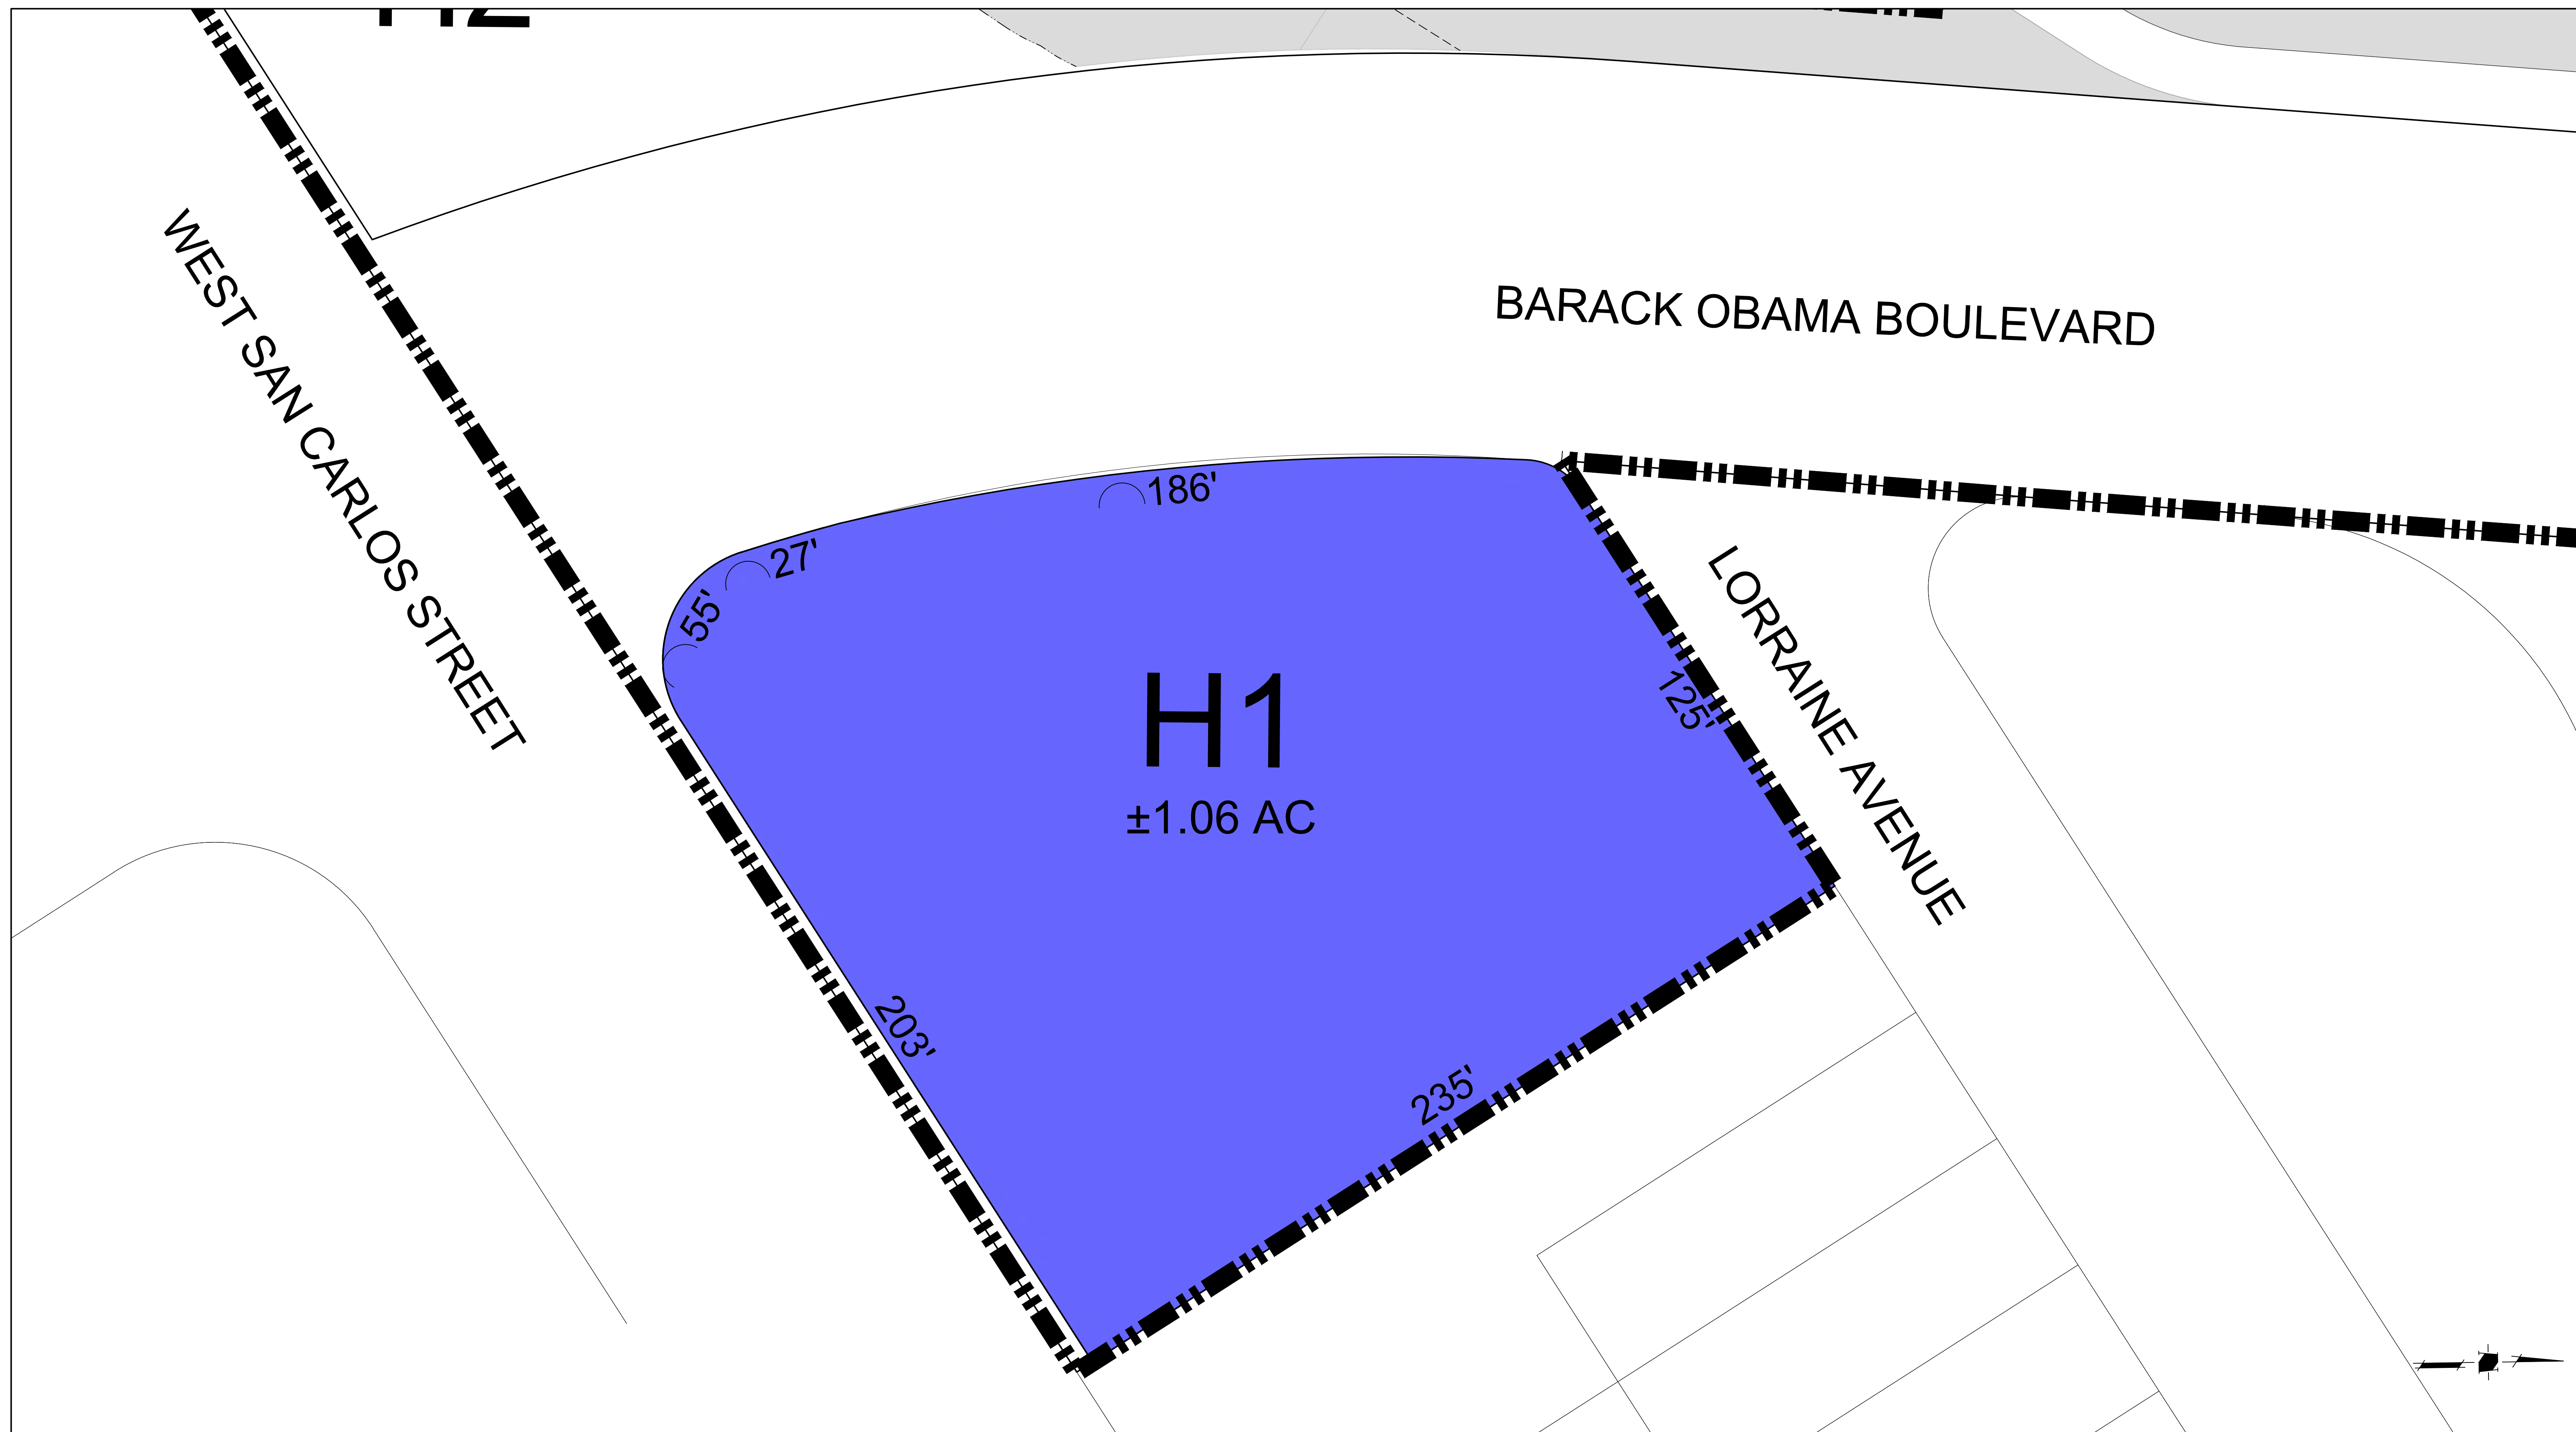 WEST SAN CARLOS STREET
BARACK OBAMA BOULEVARD
186'
27'
55'
LORRAINE AVENUE
125'
H1
±1.06 AC
203'
235'